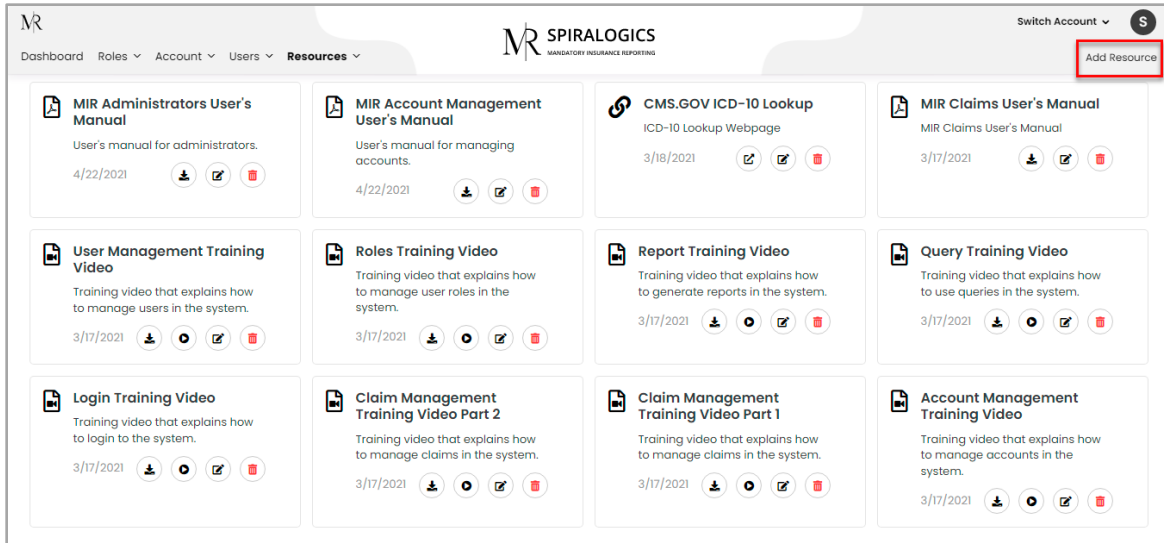 MR
SPIRALOGICS
MR MANDATORY INSURANCE REPORTING
Switch Account
S
Dashboard Roles Account Users Resources
Add Resource
MIR Administrators User's
Manual
User's manual for administrators.
4/22/2021
MIR Account Management
User's Manual
User's manual for managing
accounts.
4/22/2021
CMS.GOV ICD-10 Lookup
ICD-10 Lookup Webpage
3/18/2021
MIR Claims User's Manual
MIR Claims User's Manual
3/17/2021
User Management Training
Video
Training video that explains how
to manage users in the system.
3/17/2021
Roles Training Video
Training video that explains how
to manage user roles in the
system.
3/17/2021
Report Training Video
Training video that explains how
to generate reports in the system.
3/17/2021
Query Training Video
Training video that explains how
to use queries in the system.
3/17/2021
Login Training Video
Training video that explains how
to login to the system.
3/17/2021
Claim Management
Training Video Part 2
Training video that explains how
to manage claims in the system.
3/17/2021
Claim Management
Training Video Part 1
Training video that explains how
to manage claims in the system.
3/17/2021
Account Management
Training Video
Training video that explains how
to manage accounts in the
system.
3/17/2021